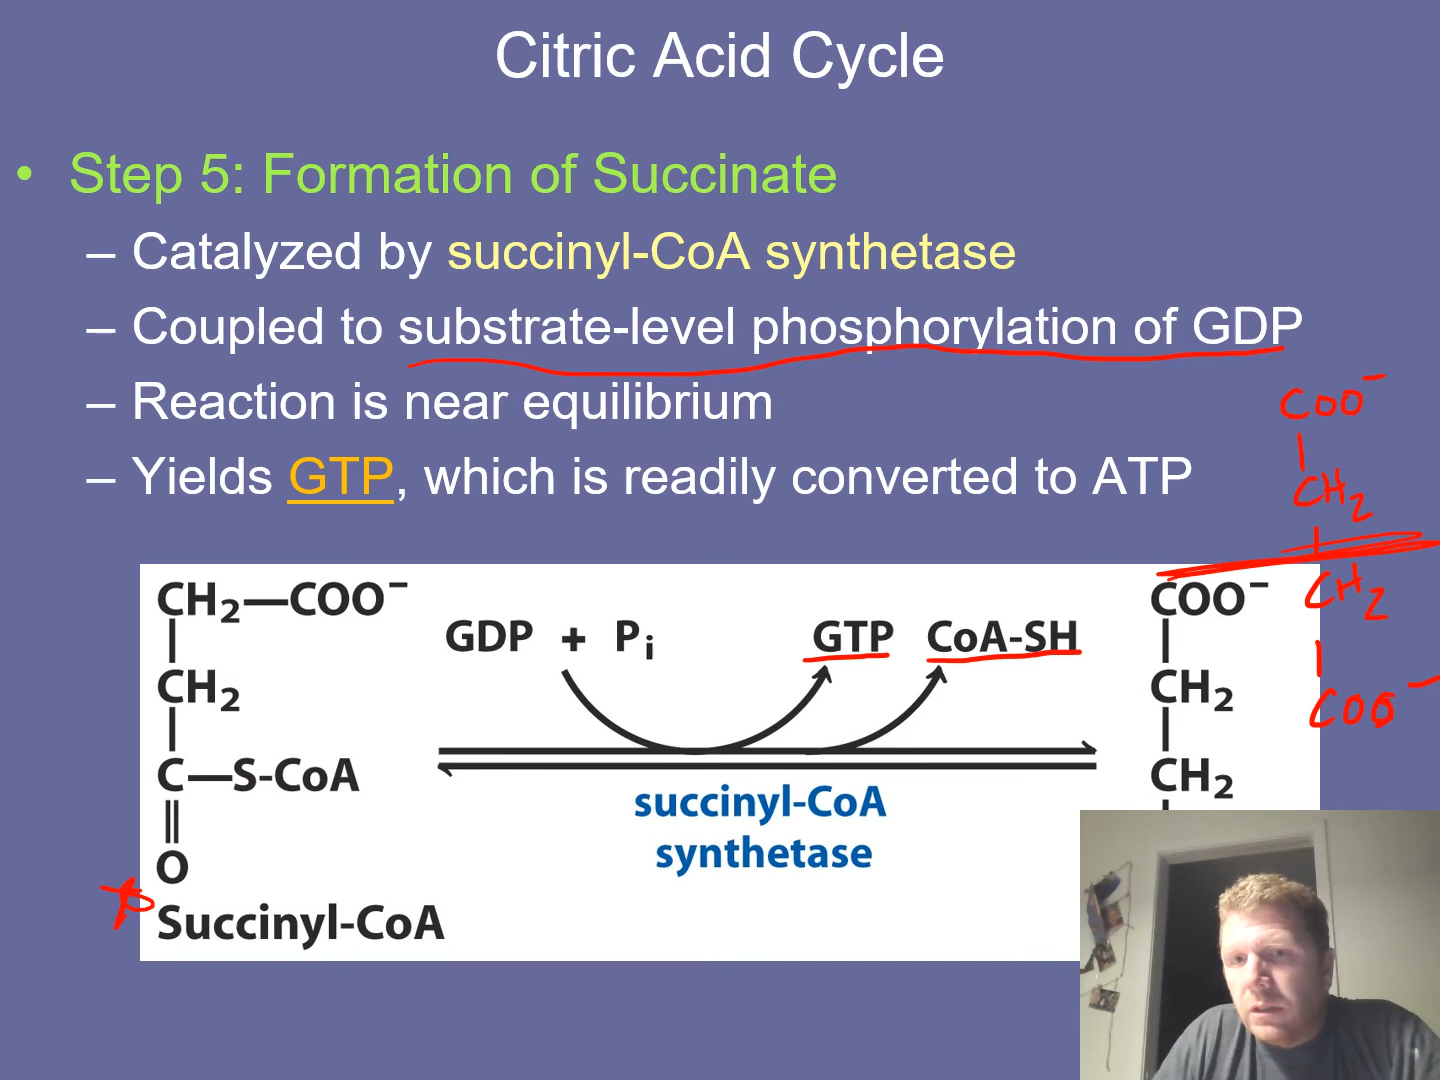 Citric Acid Cycle
• Step 5: Formation of Succinate
– Catalyzed by succinyl-CoA synthetase
– Coupled to substrate-level phosphorylation of GDP
– Reaction is near equilibrium
– Yields GTP, which is readily converted to ATP
COO⁻
CH₂
CH₂
COO⁻
CH₂—COO⁻
CH₂
C—S-CoA
O
Succinyl-CoA
GDP + Pᵢ
GTP CoA-SH
succinyl-CoA
synthetase
COO⁻
CH₂
CH₂